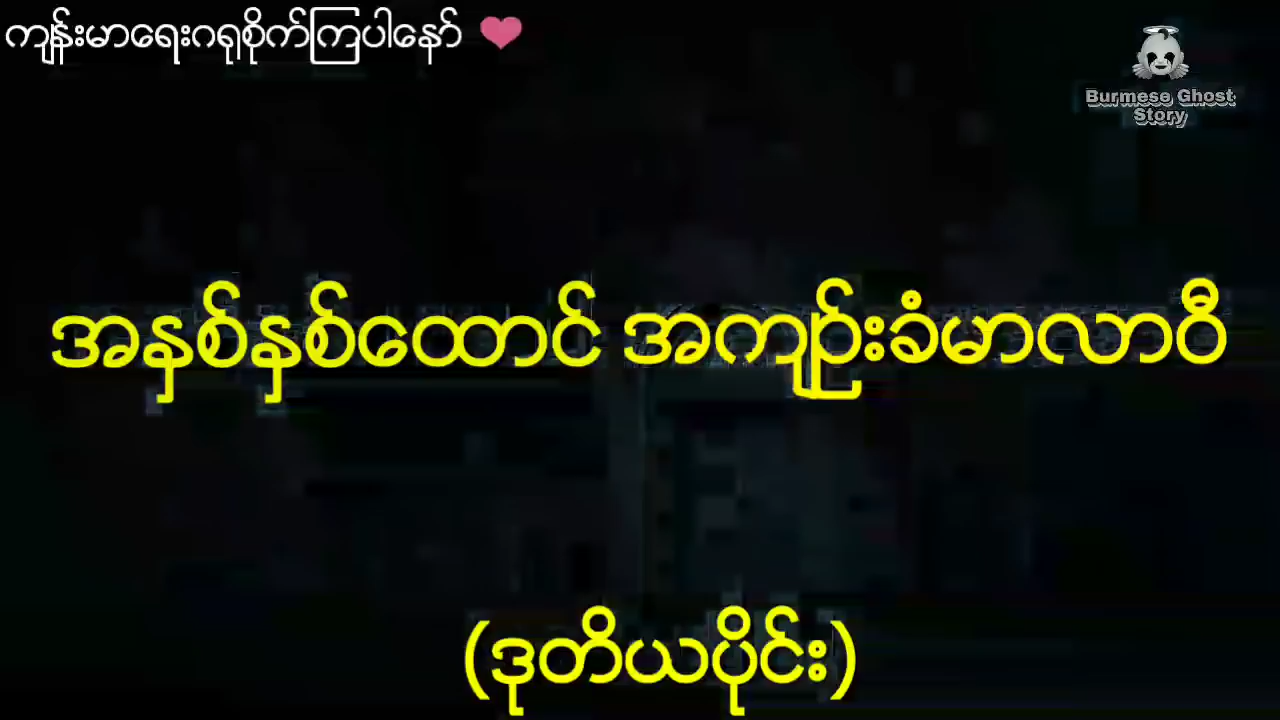 ကျန်းမာရေးဂရုစိုက်ကြပါနော် ❤
Burmese Ghost
Story
အနှစ်နှစ်ထောင် အကျဉ်းခံမာလာဝီ
(ဒုတိယပိုင်း)